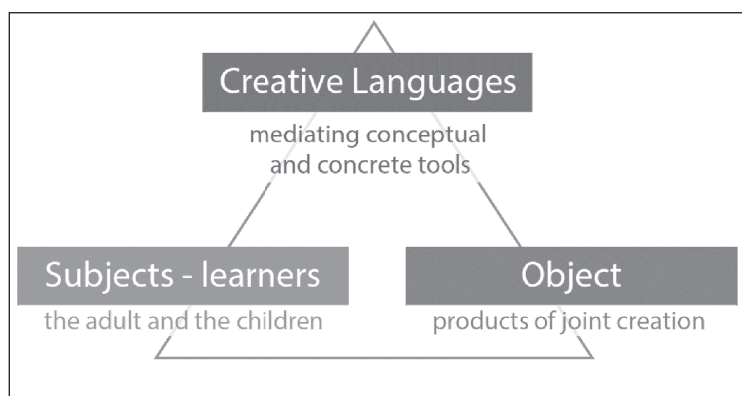 Creative Languages
mediating conceptual
and concrete tools
Subjects - learners
the adult and the children
Object
products of joint creation